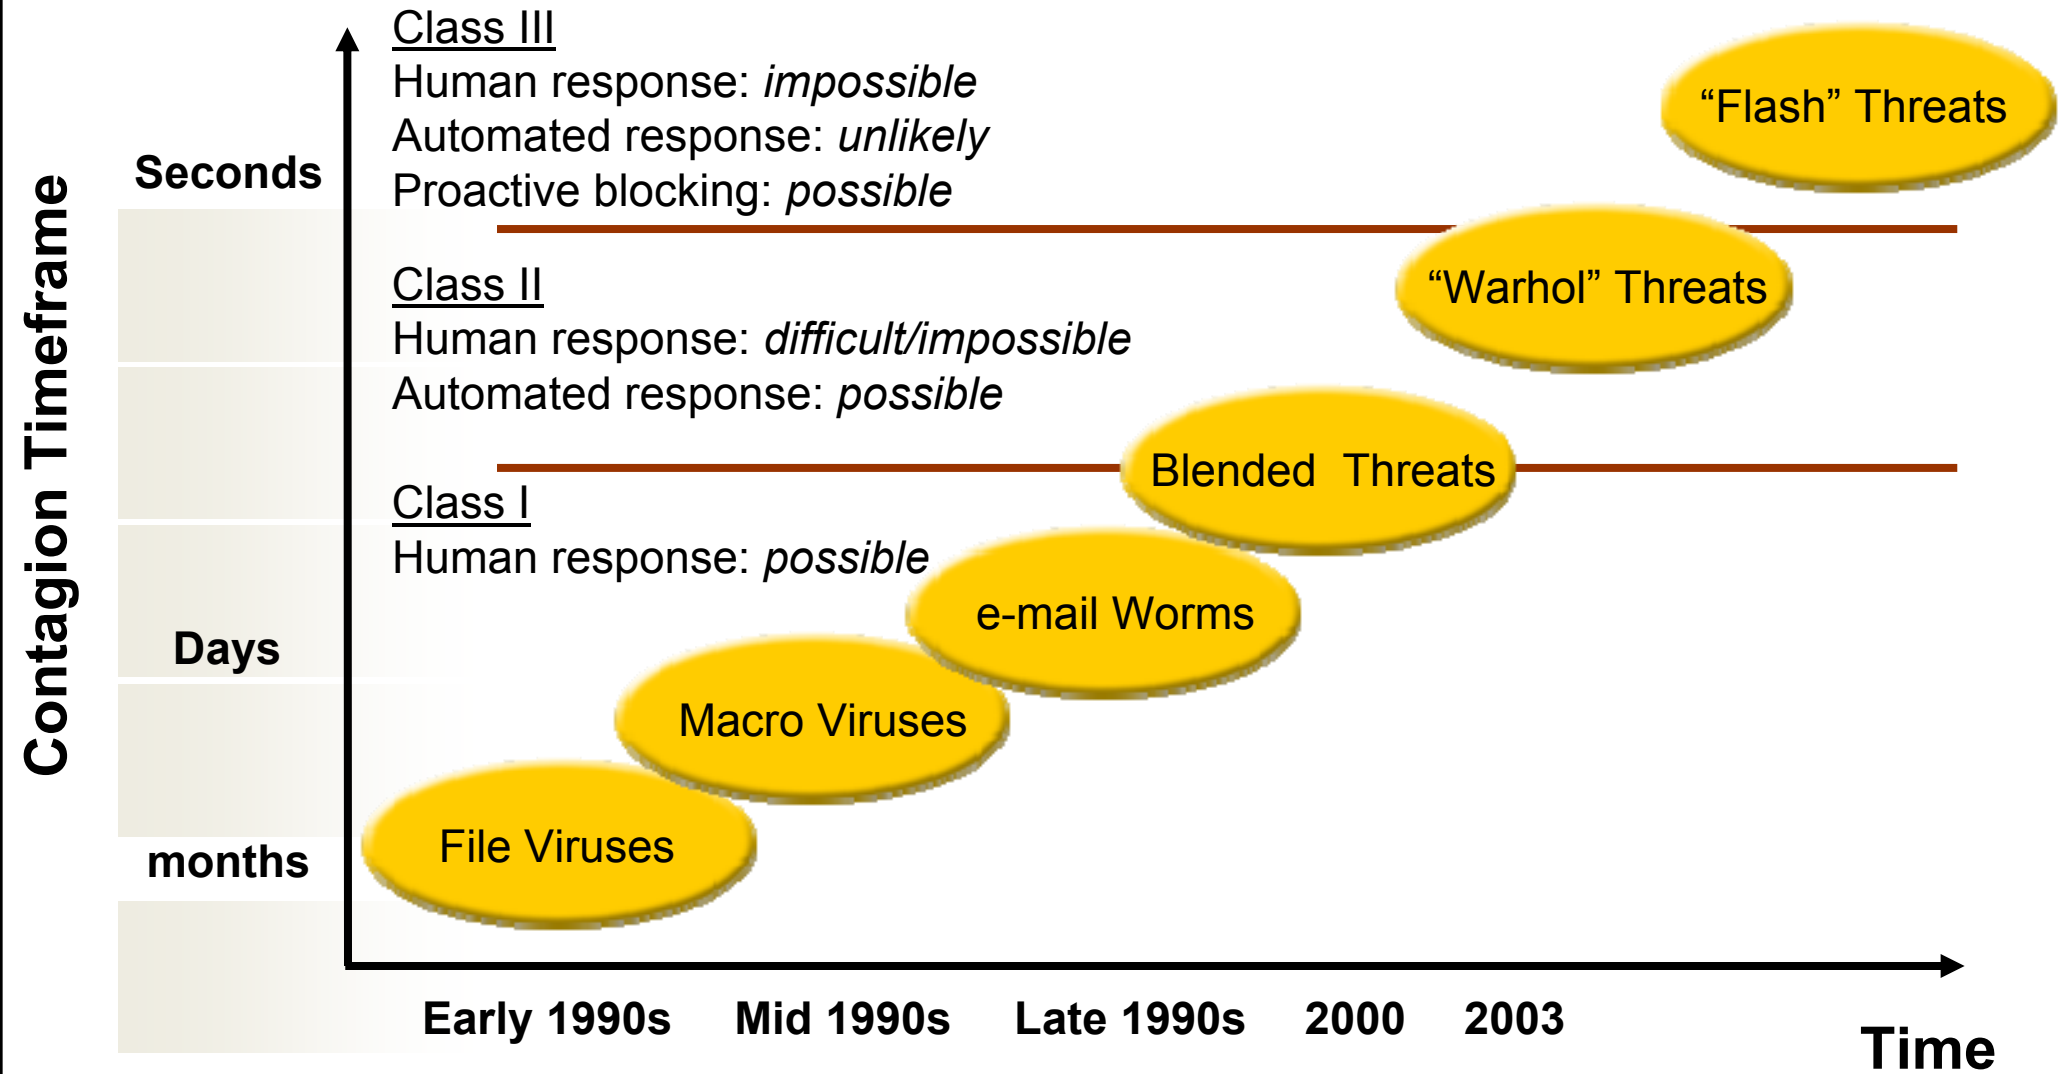 Class III
Human response: impossible
Automated response: unlikely
Proactive blocking: possible
“Flash” Threats
Seconds
Contagion Timeframe
Class II
Human response: difficult/impossible
Automated response: possible
“Warhol” Threats
Blended Threats
Class I
Human response: possible
e-mail Worms
Days
Macro Viruses
File Viruses
months
Early 1990s Mid 1990s Late 1990s 2000 2003
Time